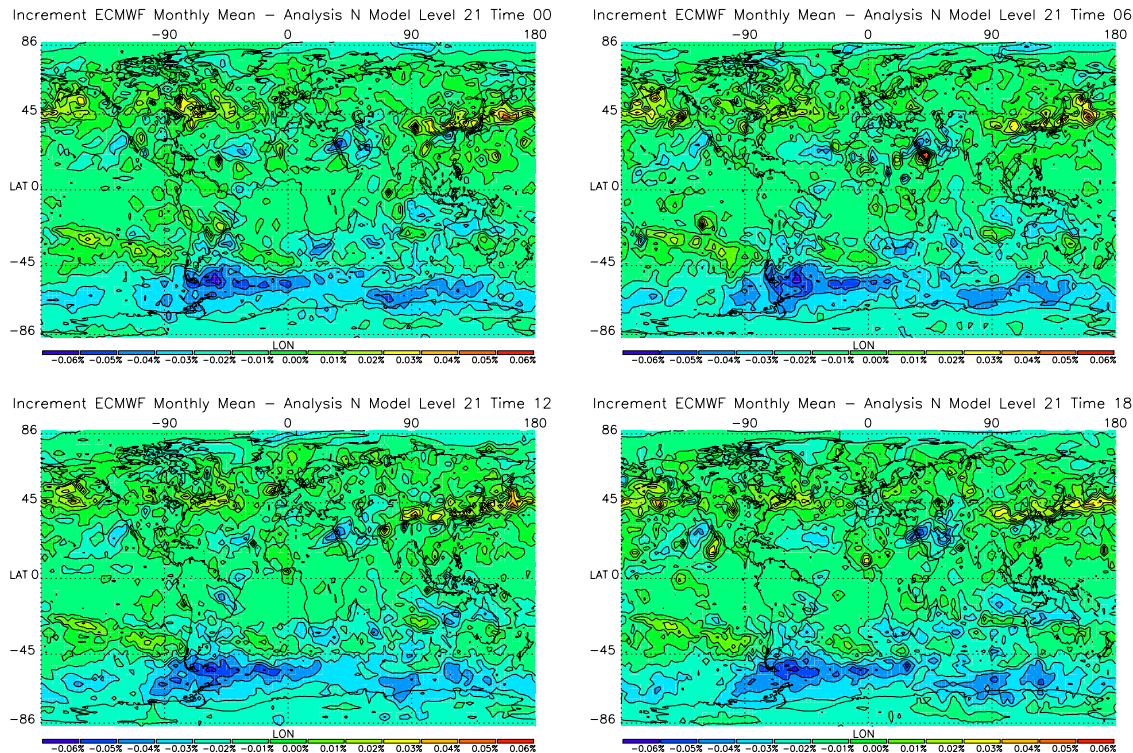 Increment ECMWF Monthly Mean − Analysis N Model Level 21 Time 00
−90 0 90 180
86
45
LAT 0
−45
−86
LON
−0.06% −0.05% −0.04% −0.03% −0.02% −0.01% 0.00% 0.01% 0.02% 0.03% 0.04% 0.05% 0.06%
Increment ECMWF Monthly Mean − Analysis N Model Level 21 Time 06
−90 0 90 180
86
45
LAT 0
−45
−86
LON
−0.06% −0.05% −0.04% −0.03% −0.02% −0.01% 0.00% 0.01% 0.02% 0.03% 0.04% 0.05% 0.06%
Increment ECMWF Monthly Mean − Analysis N Model Level 21 Time 12
−90 0 90 180
86
45
LAT 0
−45
−86
LON
−0.06% −0.05% −0.04% −0.03% −0.02% −0.01% 0.00% 0.01% 0.02% 0.03% 0.04% 0.05% 0.06%
Increment ECMWF Monthly Mean − Analysis N Model Level 21 Time 18
−90 0 90 180
86
45
LAT 0
−45
−86
LON
−0.06% −0.05% −0.04% −0.03% −0.02% −0.01% 0.00% 0.01% 0.02% 0.03% 0.04% 0.05% 0.06%